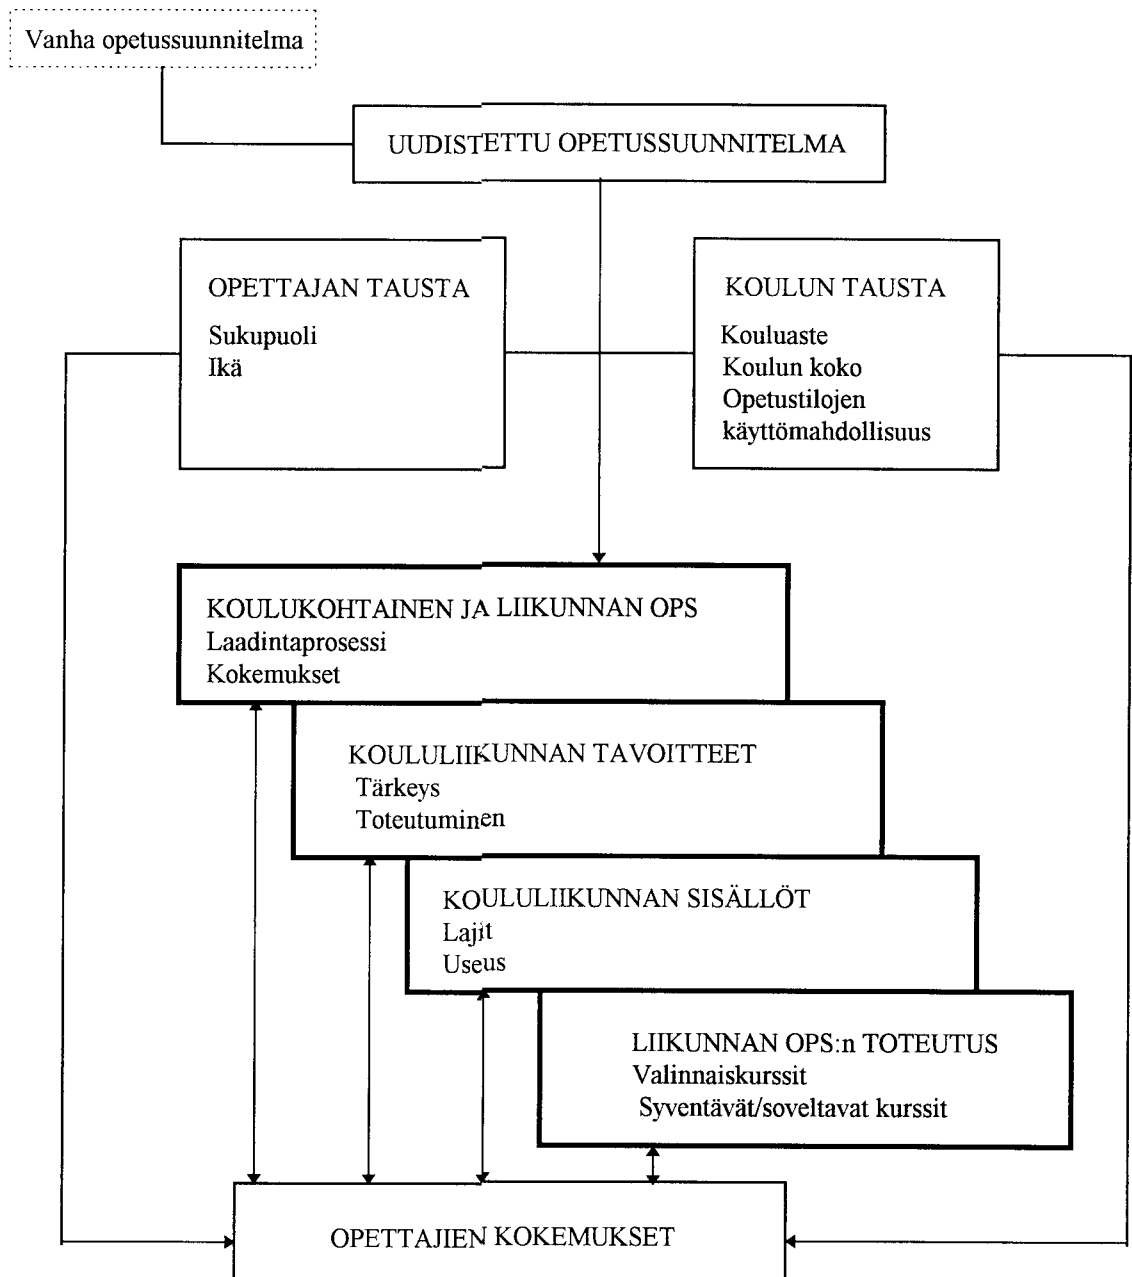 Vanha opetussuunnitelma
UUDISTETTU OPETUSSUUNNITELMA
OPETTAJAN TAUSTA
Sukupuoli
Ikä
KOULUN TAUSTA
Kouluaste
Koulun koko
Opetustilojen
käyttömahdollisuus
KOULUKOHTAINEN JA LIIKUNNAN OPS
Laadintaprosessi
Kokemukset
KOULULIIKUNNAN TAVOITTEET
Tärkeys
Toteutuminen
KOULULIIKUNNAN SISÄLLÖT
Lajit
Useus
LIIKUNNAN OPS:n TOTEUTUS
Valinnaiskurssit
Syventävät/soveltavat kurssit
OPETTAJIEN KOKEMUKSET